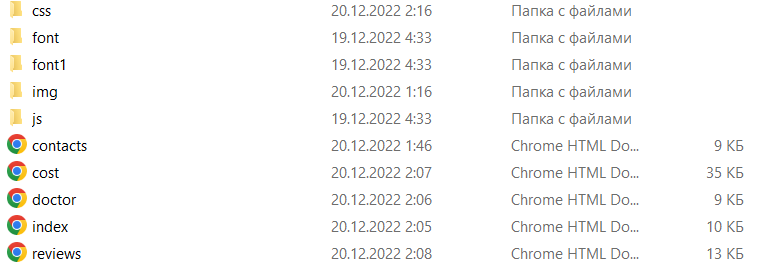 css 20.12.2022 2:16 Папка с файлами
font 19.12.2022 4:33 Папка с файлами
font1 19.12.2022 4:33 Папка с файлами
img 20.12.2022 1:16 Папка с файлами
js 19.12.2022 4:33 Папка с файлами
contacts 20.12.2022 1:46 Chrome HTML Do... 9 КБ
cost 20.12.2022 2:07 Chrome HTML Do... 35 КБ
doctor 20.12.2022 2:06 Chrome HTML Do... 9 КБ
index 20.12.2022 2:05 Chrome HTML Do... 10 КБ
reviews 20.12.2022 2:08 Chrome HTML Do... 13 КБ